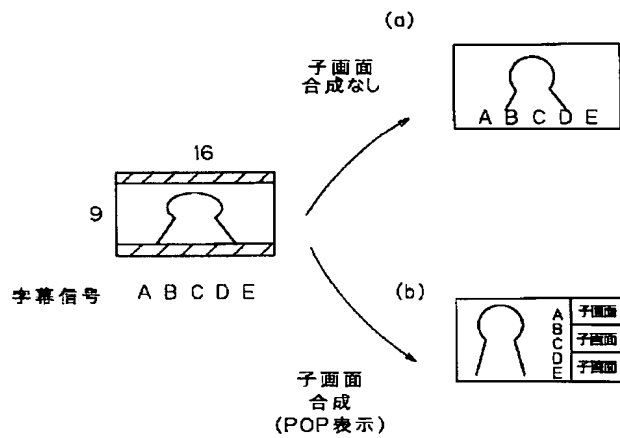 (a)
子画面
合成なし
A B C D E
16
9
字幕信号 A B C D E
(b)
A
B
C
D
E
子画面
子画面
子画面
子画面
合成
(POP表示)